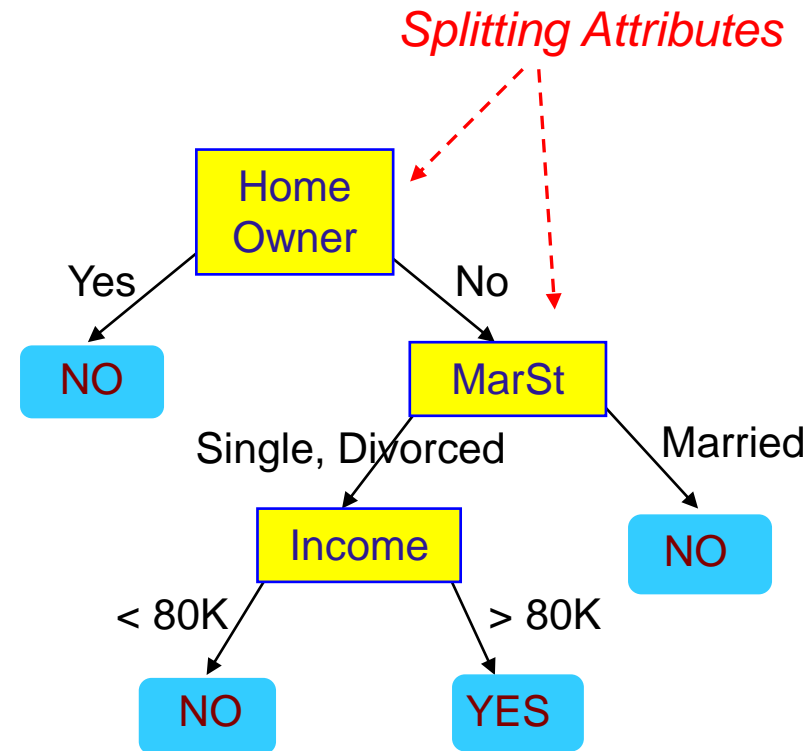 Splitting Attributes
Home
Owner
Yes
No
NO
MarSt
Single, Divorced
Married
Income
NO
< 80K
> 80K
NO
YES